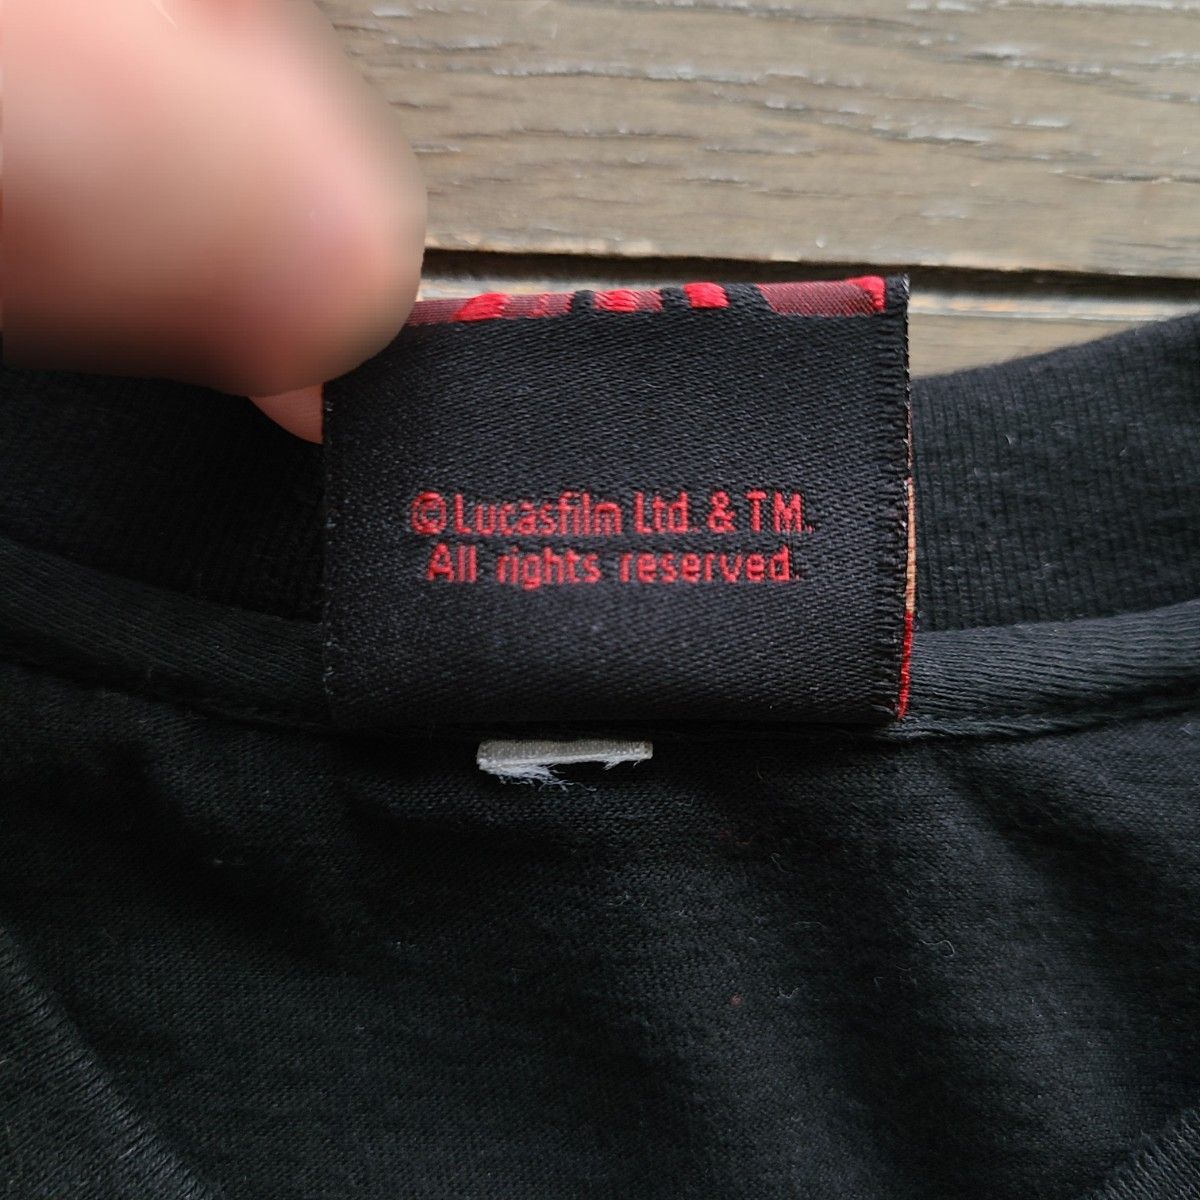 ©Lucasfilm Ltd. & TM.
All rights reserved.